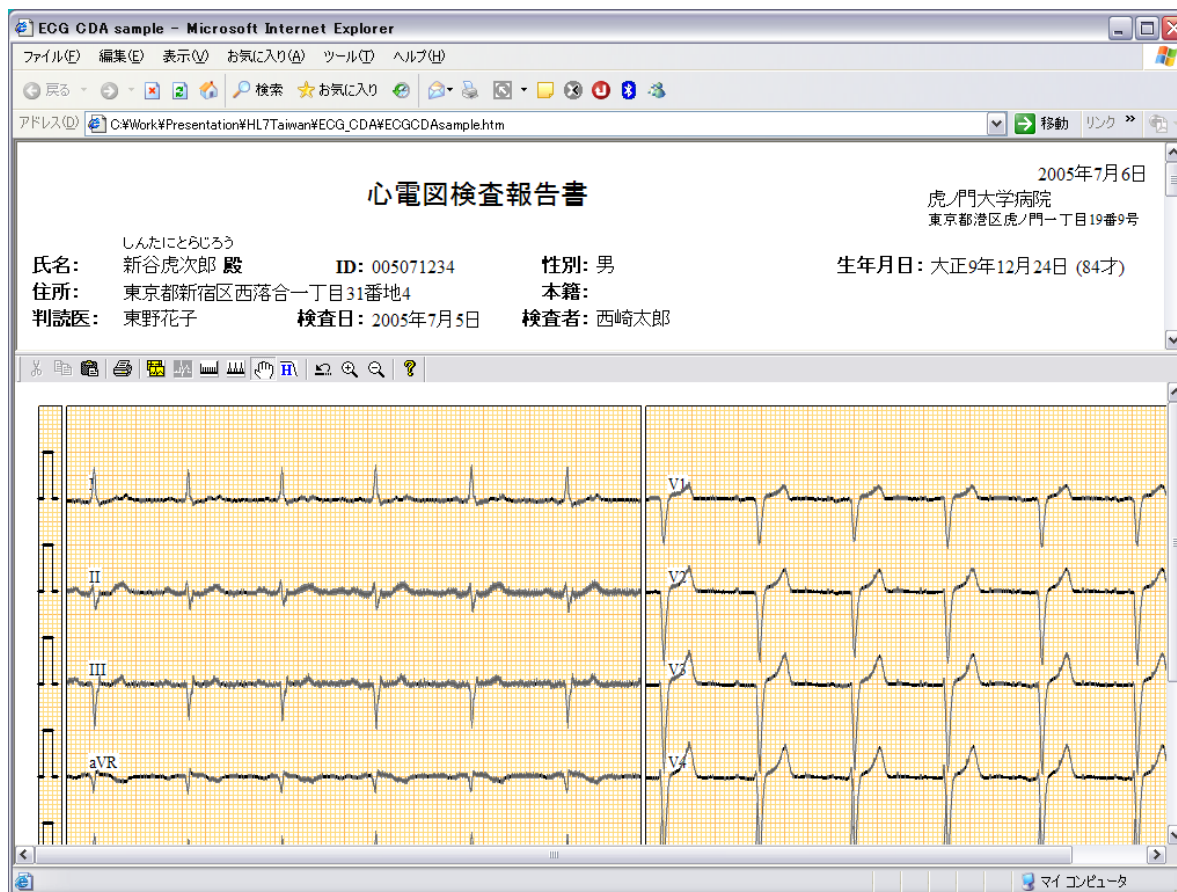 ECG CDA sample - Microsoft Internet Explorer
ファイル(F) 編集(E) 表示(V) お気に入り(A) ツール(T) ヘルプ(H)
戻る 検索 お気に入り
アドレス(D) C:¥Work¥Presentation¥HL7Taiwan¥ECG_CDA¥ECGCDAsample.htm 移動 リンク »
2005年7月6日
心電図検査報告書
虎ノ門大学病院
東京都港区虎ノ門一丁目19番9号
しんたにとらじろう
氏名: 新谷虎次郎 殿 ID: 005071234 性別: 男 生年月日: 大正9年12月24日 (84才)
住所: 東京都新宿区西落合一丁目31番地4 本籍:
判読医: 東野花子 検査日: 2005年7月5日 検査者: 西崎太郎
I V1
II V2
III V3
aVR V4
マイ コンピュータ